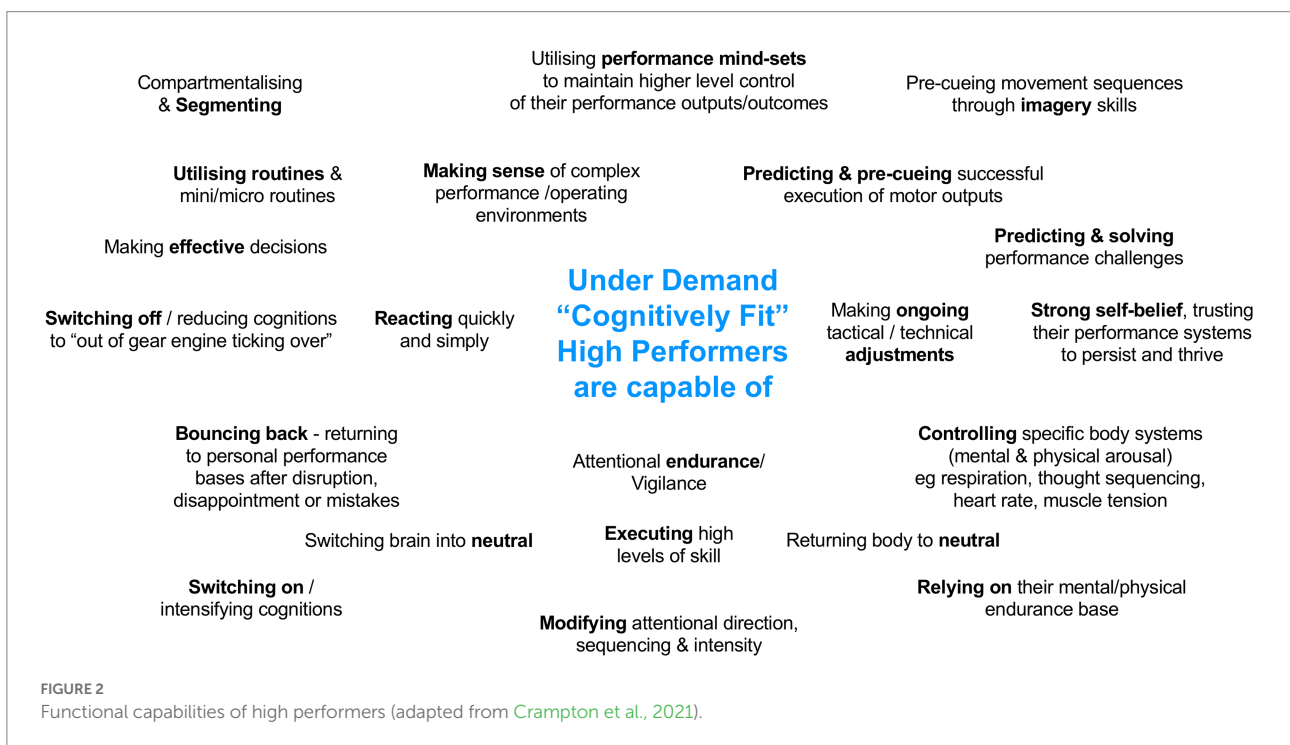 Compartmentalising
& Segmenting
Utilising performance mind-sets
to maintain higher level control
of their performance outputs/outcomes
Pre-cueing movement sequences
through imagery skills
Utilising routines &
mini/micro routines
Making sense of complex
performance /operating
environments
Predicting & pre-cueing successful
execution of motor outputs
Making effective decisions
Predicting & solving
performance challenges
Switching off / reducing cognitions
to “out of gear engine ticking over”
Reacting quickly
and simply
Under Demand
“Cognitively Fit”
High Performers
are capable of
Making ongoing
tactical / technical
adjustments
Strong self-belief, trusting
their performance systems
to persist and thrive
Bouncing back - returning
to personal performance
bases after disruption,
disappointment or mistakes
Attentional endurance/
Vigilance
Controlling specific body systems
(mental & physical arousal)
eg respiration, thought sequencing,
heart rate, muscle tension
Switching brain into neutral
Executing high
levels of skill
Returning body to neutral
Switching on /
intensifying cognitions
Modifying attentional direction,
sequencing & intensity
Relying on their mental/physical
endurance base
FIGURE 2
Functional capabilities of high performers (adapted from Crampton et al., 2021).